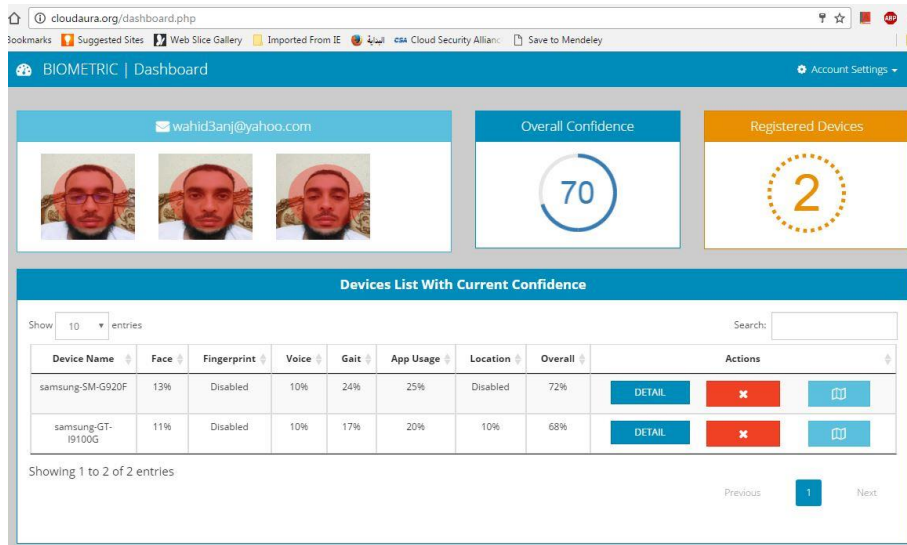 cloudaura.org/dashboard.php
ABP
Bookmarks Suggested Sites Web Slice Gallery Imported From IE البداية CSA Cloud Security Allianc Save to Mendeley
BIOMETRIC | Dashboard Account Settings
wahid3anj@yahoo.com Overall Confidence Registered Devices
70 2
Devices List With Current Confidence
Show 10 entries Search:
Device Name Face Fingerprint Voice Gait App Usage Location Overall Actions
samsung-SM-G920F 13% Disabled 10% 24% 25% Disabled 72% DETAIL
samsung-GT-I9100G 11% Disabled 10% 17% 20% 10% 68% DETAIL
Showing 1 to 2 of 2 entries
Previous 1 Next